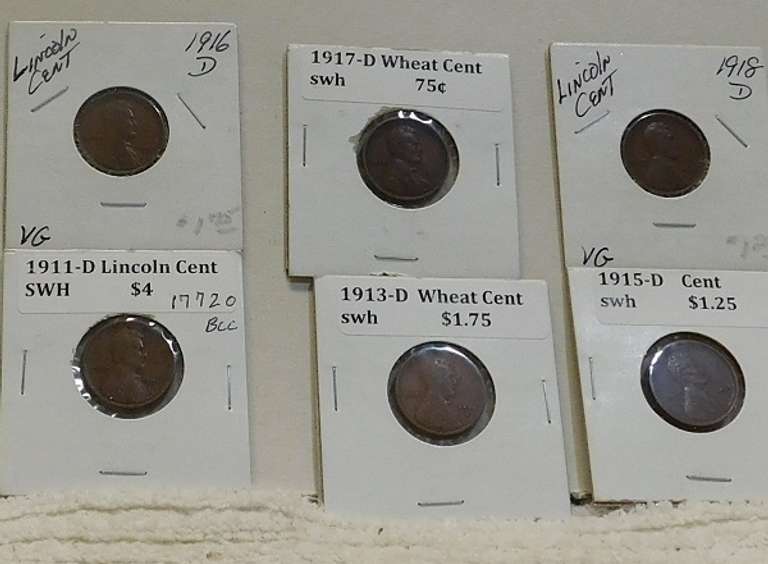 LINCOLN
CENT
1916
D
VG
1917-D Wheat Cent
swh 75¢
LINCOLN
CENT
1918
D
VG
1911-D Lincoln Cent
SWH $4
17720
BCC
1913-D Wheat Cent
swh $1.75
1915-D Cent
swh $1.25